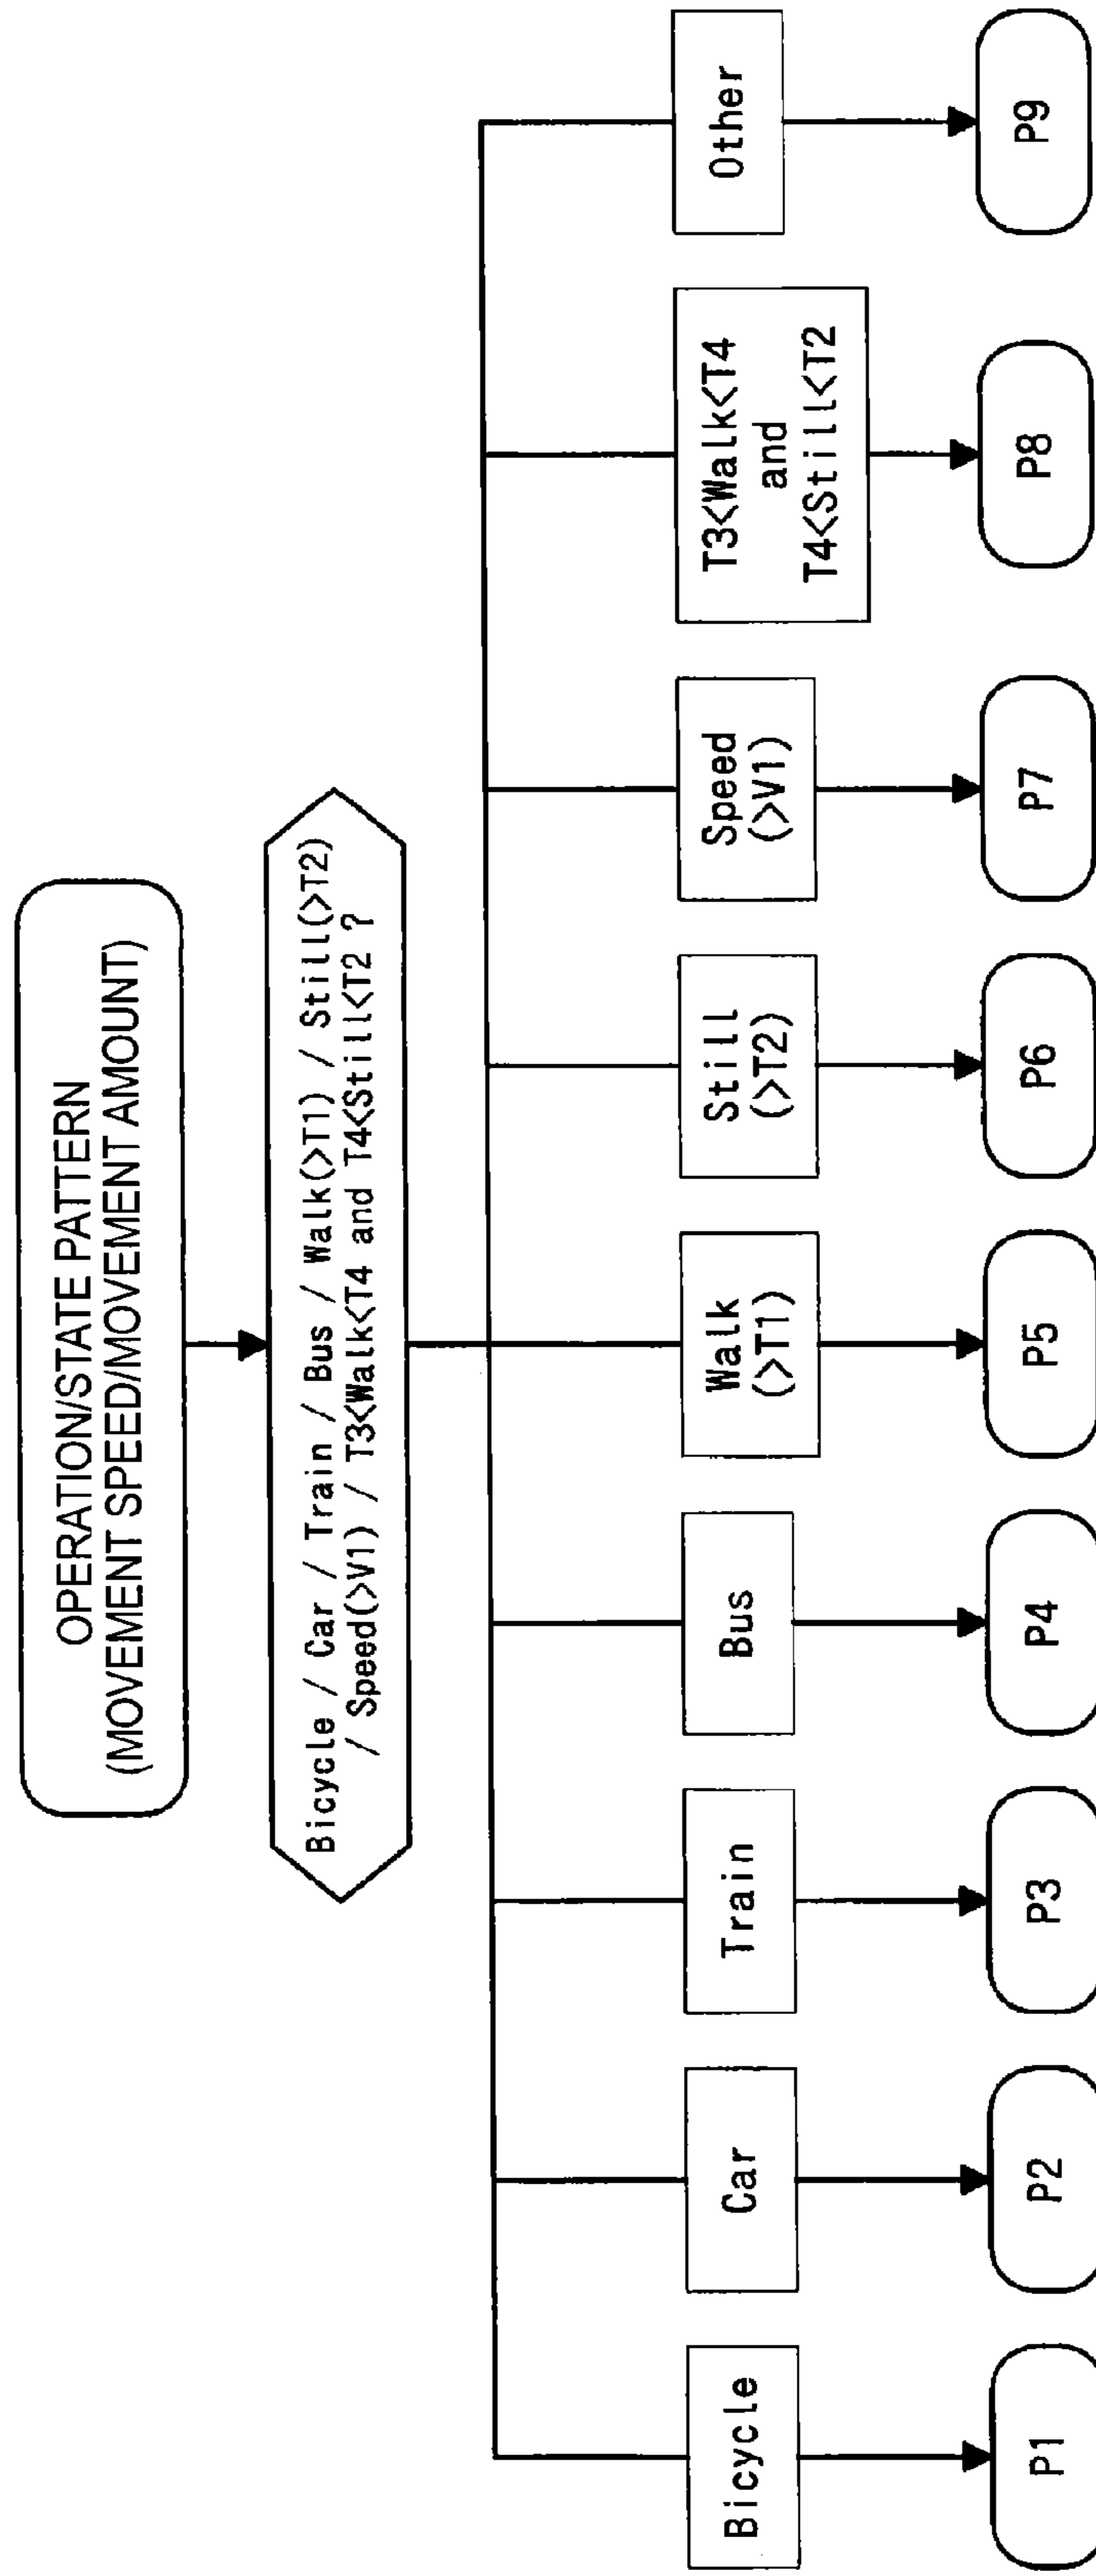 OPERATION/STATE PATTERN
(MOVEMENT SPEED/MOVEMENT AMOUNT)
Bicycle / Car / Train / Bus / Walk(>T1) / Still(>T2)
/ Speed(>V1) / T3<Walk<T4 and T4<Still<T2 ?
Bicycle
Car
Train
Bus
Walk
(>T1)
Still
(>T2)
Speed
(>V1)
T3<Walk<T4
and
T4<Still<T2
Other
P1
P2
P3
P4
P5
P6
P7
P8
P9